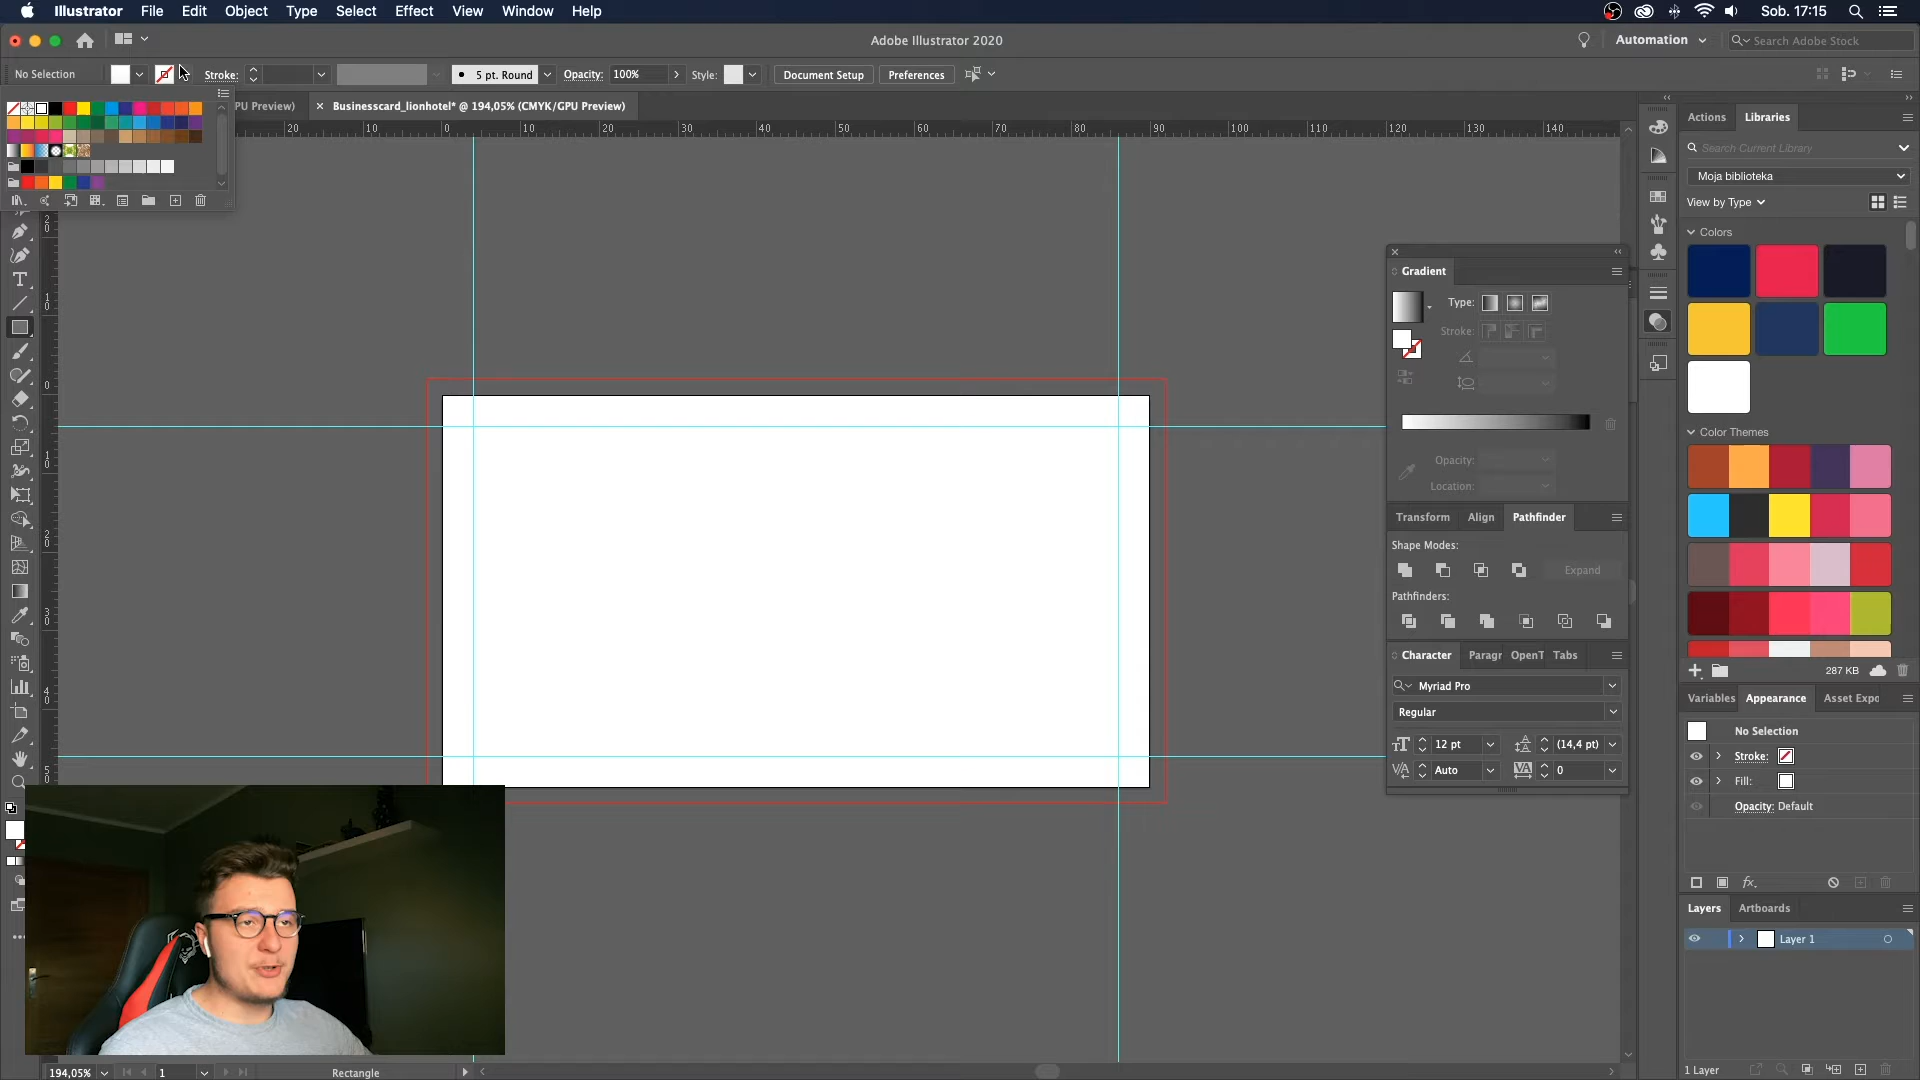 Illustrator File Edit Object Type Select Effect View Window Help
Sob. 17:15
Adobe Illustrator 2020
Automation
Search Adobe Stock
No Selection
Stroke:
5 pt. Round
Opacity: 100%
Style:
Document Setup
Preferences
PU Preview)
× Businesscard_lionhotel* @ 194,05% (CMYK/GPU Preview)
20 10 0 10 20 30 40 50 60 70 80 90 100 110 120 130 140
Actions Libraries
Search Current Library
Moja biblioteka
View by Type
Colors
Color Themes
287 KB
Gradient
Type:
Stroke:
Opacity:
Location:
Transform Align Pathfinder
Shape Modes:
Expand
Pathfinders:
Character Paragr OpenT Tabs
Myriad Pro
Regular
12 pt
(14,4 pt)
Auto
0
Variables Appearance Asset Expo
No Selection
Stroke:
Fill:
Opacity: Default
Layers Artboards
Layer 1
1 Layer
194,05%
1
Rectangle